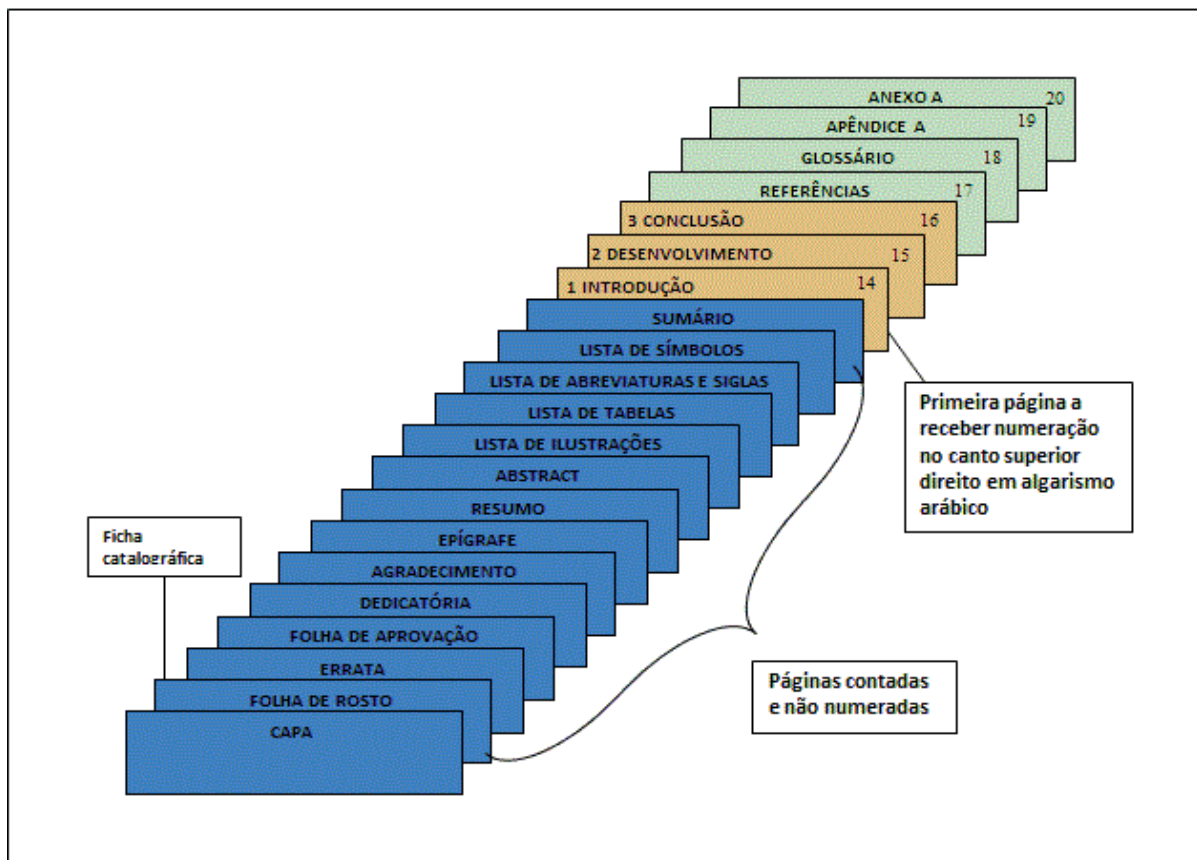 ANEXO A 20
APÊNDICE A 19
GLOSSÁRIO 18
REFERÊNCIAS 17
3 CONCLUSÃO 16
2 DESENVOLVIMENTO 15
1 INTRODUÇÃO 14
SUMÁRIO
LISTA DE SÍMBOLOS
LISTA DE ABREVIATURAS E SIGLAS
LISTA DE TABELAS
LISTA DE ILUSTRAÇÕES
ABSTRACT
RESUMO
EPÍGRAFE
AGRADECIMENTO
DEDICATÓRIA
FOLHA DE APROVAÇÃO
ERRATA
FOLHA DE ROSTO
CAPA
Ficha
catalográfica
Primeira página a
receber numeração
no canto superior
direito em algarismo
arábico
Páginas contadas
e não numeradas